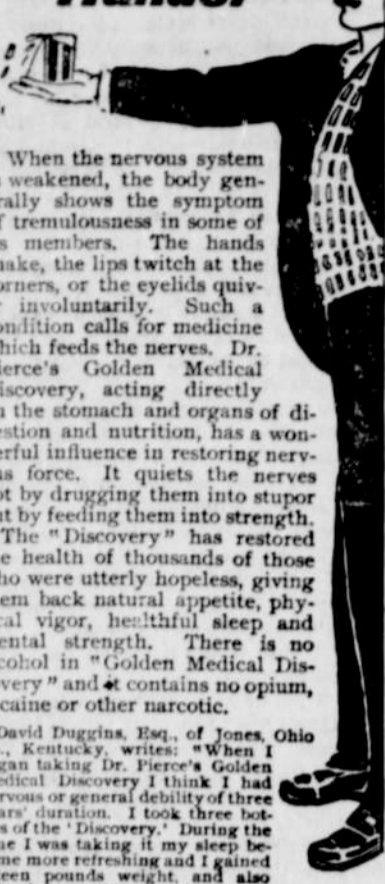 When the nervous system
weakened, the body gen-
rally shows the symptom
f tremulousness in some of
s members. The hands
hake, the lips twitch at the
orners, or the eyelids quiv-
r involuntarily. Such a
ondition calls for medicine
hich feeds the nerves. Dr.
ierce's Golden Medical
iscovery, acting directly
n the stomach and organs of di-
estion and nutrition, has a won-
erful influence in restoring nerv-
us force. It quiets the nerves
ot by drugging them into stupor
ut by feeding them into strength.
The "Discovery" has restored
e health of thousands of those
ho were utterly hopeless, giving
em back natural appetite, phy-
cal vigor, healthful sleep and
ental strength. There is no
cohol in "Golden Medical Dis-
very" and it contains no opium,
caine or other narcotic.
David Duggins, Esq., of Jones, Ohio
., Kentucky, writes: "When I
gan taking Dr. Pierce's Golden
edical Discovery I think I had
rvous or general debility of three
ars' duration. I took three bot-
s of the 'Discovery.' During the
e I was taking it my sleep be-
me more refreshing and I gained
teen pounds weight, and also